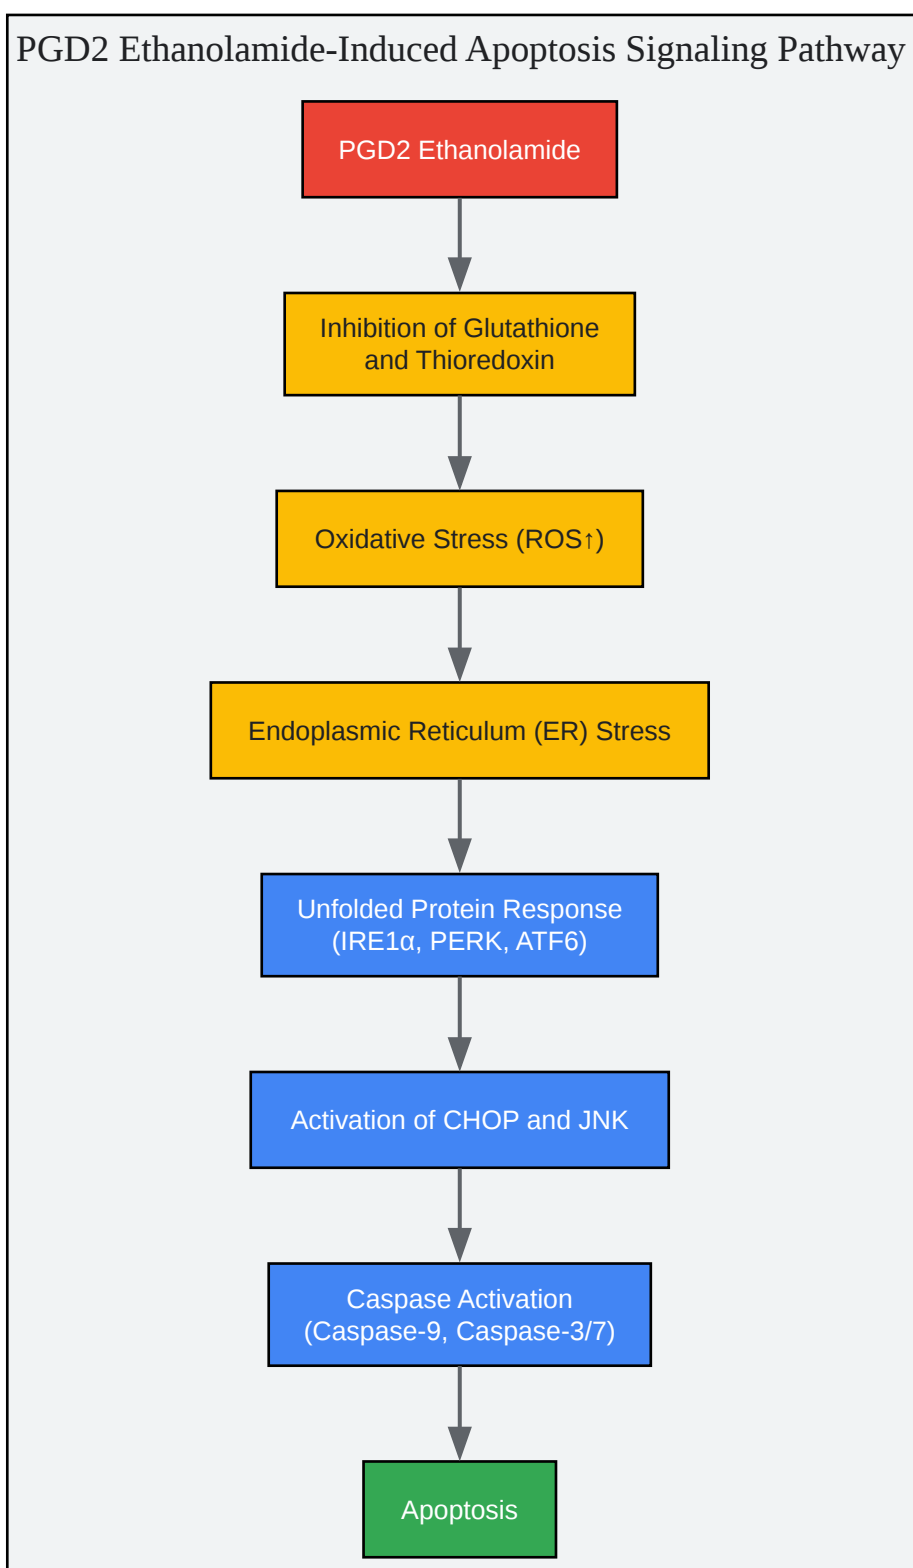 PGD2 Ethanolamide-Induced Apoptosis Signaling Pathway
PGD2 Ethanolamide
Inhibition of Glutathione
and Thioredoxin
Oxidative Stress (ROS↑)
Endoplasmic Reticulum (ER) Stress
Unfolded Protein Response
(IRE1α, PERK, ATF6)
Activation of CHOP and JNK
Caspase Activation
(Caspase-9, Caspase-3/7)
Apoptosis